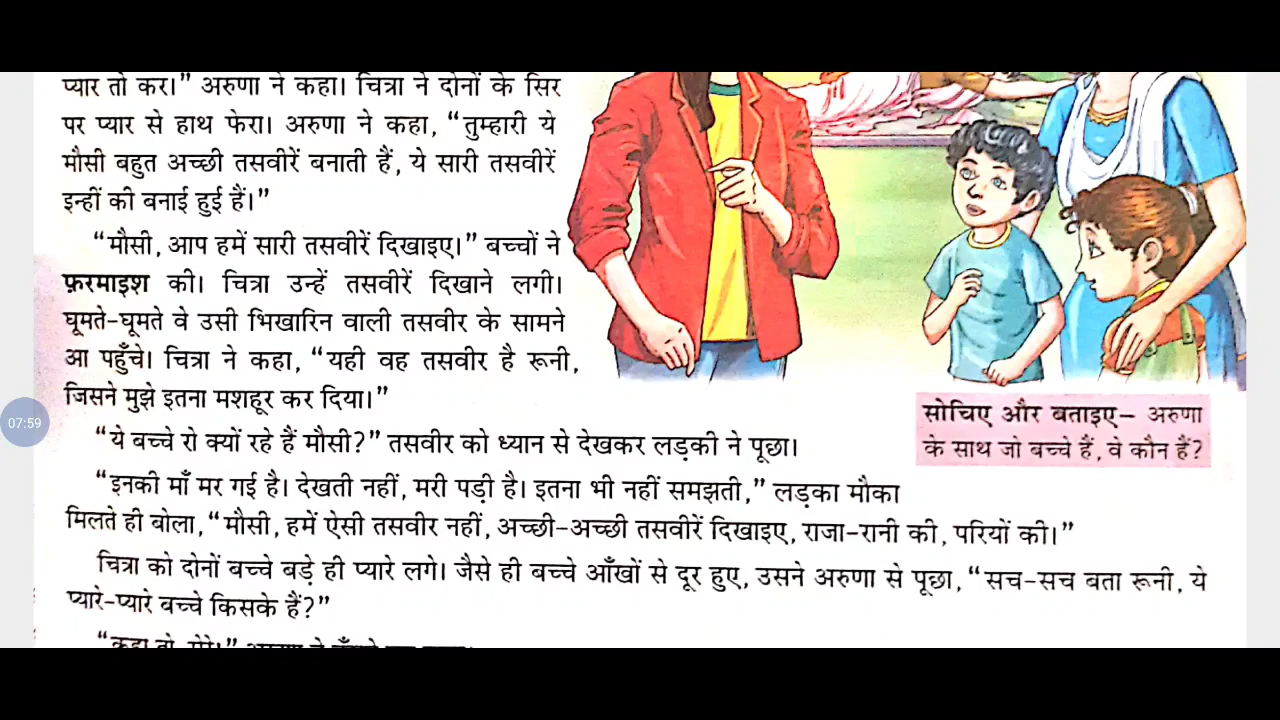 प्यार तो कर।” अरुणा ने कहा। चित्रा ने दोनों के सिर
पर प्यार से हाथ फेरा। अरुणा ने कहा, “तुम्हारी ये
मौसी बहुत अच्छी तसवीरें बनाती हैं, ये सारी तसवीरें
इन्हीं की बनाई हुई हैं।”
“मौसी, आप हमें सारी तसवीरें दिखाइए।” बच्चों ने
फ़रमाइश की। चित्रा उन्हें तसवीरें दिखाने लगी।
घूमते-घूमते वे उसी भिखारिन वाली तसवीर के सामने
आ पहुँचे। चित्रा ने कहा, “यही वह तसवीर है रूनी,
जिसने मुझे इतना मशहूर कर दिया।”
07:59
सोचिए और बताइए– अरुणा
के साथ जो बच्चे हैं, वे कौन हैं?
“ये बच्चे रो क्यों रहे हैं मौसी?” तसवीर को ध्यान से देखकर लड़की ने पूछा।
“इनकी माँ मर गई है। देखती नहीं, मरी पड़ी है। इतना भी नहीं समझती,” लड़का मौका
मिलते ही बोला, “मौसी, हमें ऐसी तसवीर नहीं, अच्छी-अच्छी तसवीरें दिखाइए, राजा-रानी की, परियों की।”
चित्रा को दोनों बच्चे बड़े ही प्यारे लगे। जैसे ही बच्चे आँखों से दूर हुए, उसने अरुणा से पूछा, “सच-सच बता रूनी, ये
प्यारे-प्यारे बच्चे किसके हैं?”
“कहा तो, मेरे।” अरुणा ने